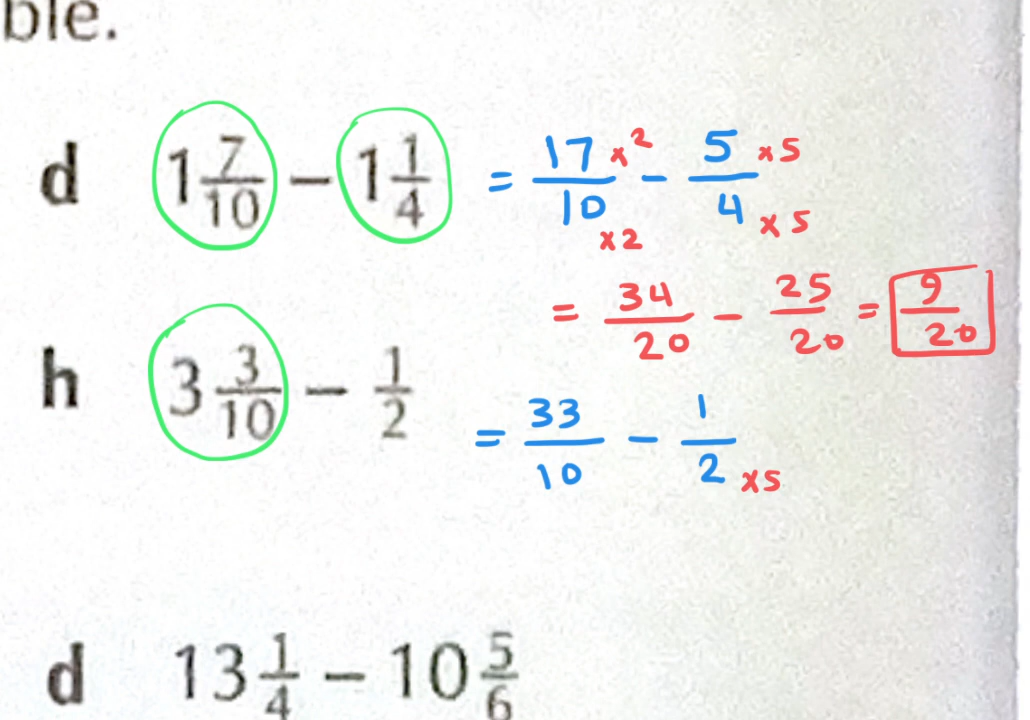 ble.
d 1 7/10 − 1 1/4 = 17/10 ×2 ×2 − 5/4 ×5 ×5
= 34/20 − 25/20 = 9/20
h 3 3/10 − 1/2 = 33/10 − 1/2 ×5
d 13 1/4 − 10 5/6